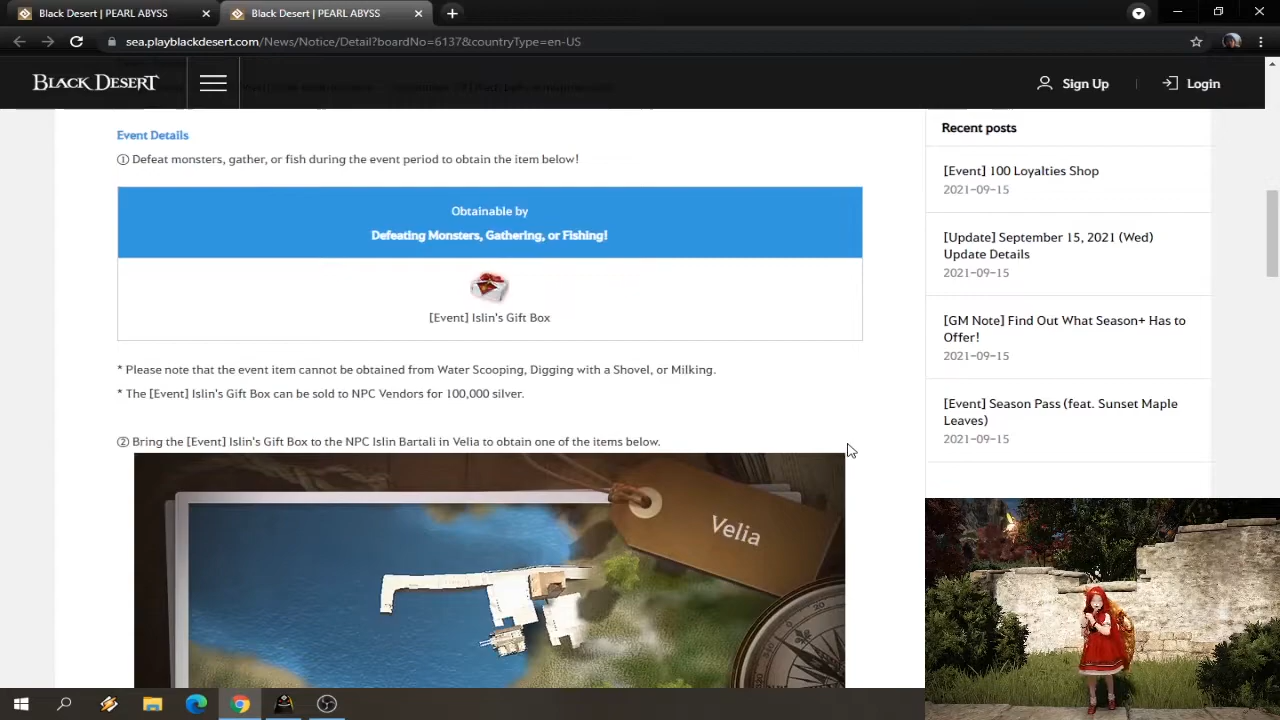 Black Desert | PEARL ABYSS
Black Desert | PEARL ABYSS
sea.playblackdesert.com/News/Notice/Detail?boardNo=6137&countryType=en-US
BLACK DESERT
Sign Up
Login
Event Details
① Defeat monsters, gather, or fish during the event period to obtain the item below!
Obtainable by
Defeating Monsters, Gathering, or Fishing!
[Event] Islin's Gift Box
* Please note that the event item cannot be obtained from Water Scooping, Digging with a Shovel, or Milking.
* The [Event] Islin's Gift Box can be sold to NPC Vendors for 100,000 silver.
② Bring the [Event] Islin's Gift Box to the NPC Islin Bartali in Velia to obtain one of the items below.
Velia
Recent posts
[Event] 100 Loyalties Shop
2021-09-15
[Update] September 15, 2021 (Wed)
Update Details
2021-09-15
[GM Note] Find Out What Season+ Has to
Offer!
2021-09-15
[Event] Season Pass (feat. Sunset Maple
Leaves)
2021-09-15